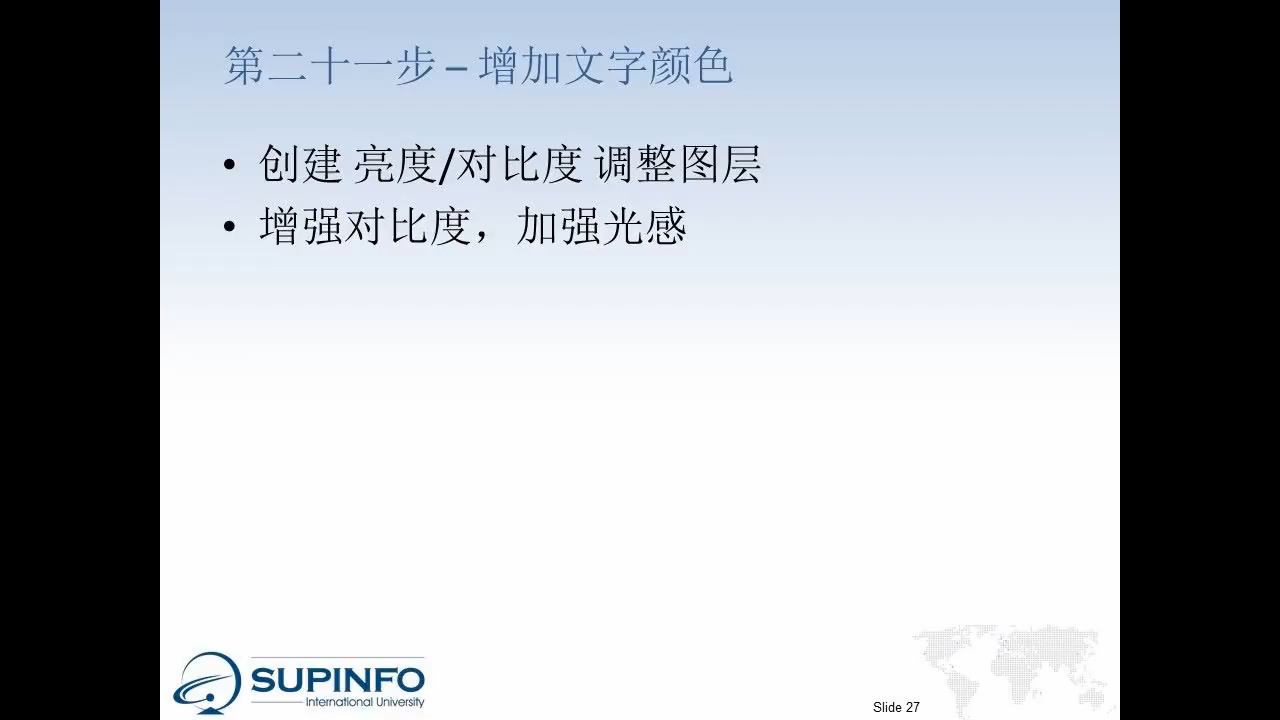 第二十一步 – 增加文字颜色
• 创建 亮度/对比度 调整图层
• 增强对比度，加强光感
SUPINFO
International University
Slide 27